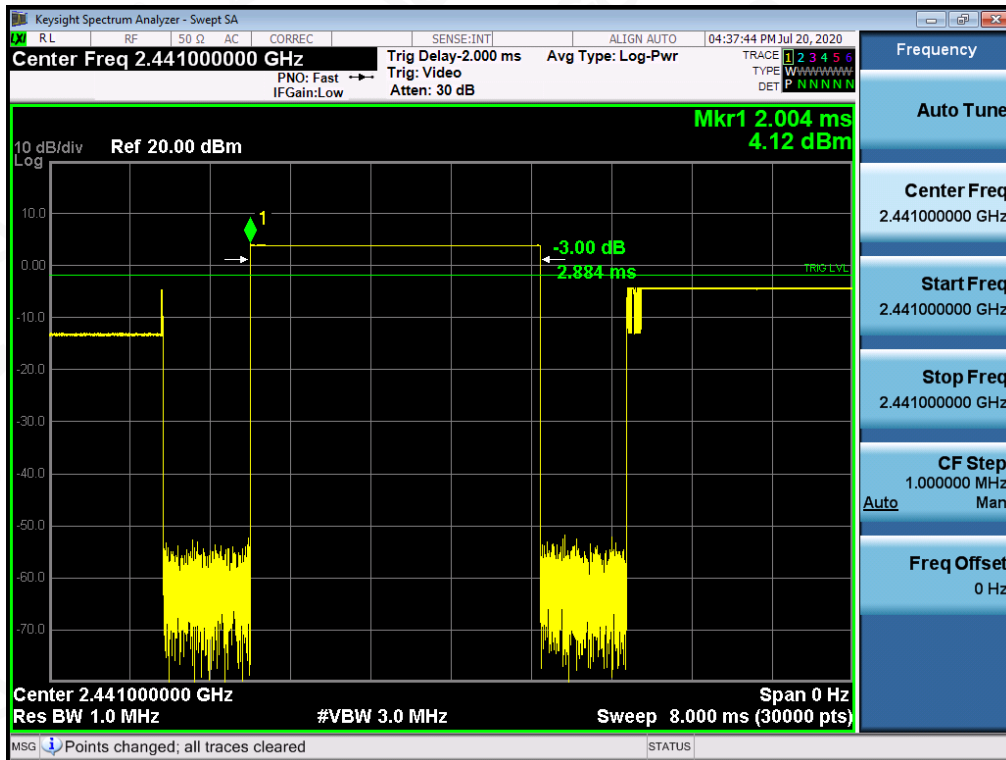 Keysight Spectrum Analyzer - Swept SA
LXI RL RF 50 Ω AC CORREC SENSE:INT ALIGN AUTO 04:37:44 PM Jul 20, 2020
Center Freq 2.441000000 GHz
PNO: Fast
IFGain:Low
Trig Delay-2.000 ms
Trig: Video
Atten: 30 dB
Avg Type: Log-Pwr
TRACE 1 2 3 4 5 6
TYPE WWWWWW
DET P N N N N N
Mkr1 2.004 ms
4.12 dBm
10 dB/div Ref 20.00 dBm
Log
10.0
0.00
-10.0
-20.0
-30.0
-40.0
-50.0
-60.0
-70.0
1
-3.00 dB
2.884 ms
TRIG LVL
Center 2.441000000 GHz Span 0 Hz
Res BW 1.0 MHz #VBW 3.0 MHz Sweep 8.000 ms (30000 pts)
MSG Points changed; all traces cleared STATUS
Frequency
Auto Tune
Center Freq
2.441000000 GHz
Start Freq
2.441000000 GHz
Stop Freq
2.441000000 GHz
CF Step
1.000000 MHz
Auto Man
Freq Offset
0 Hz